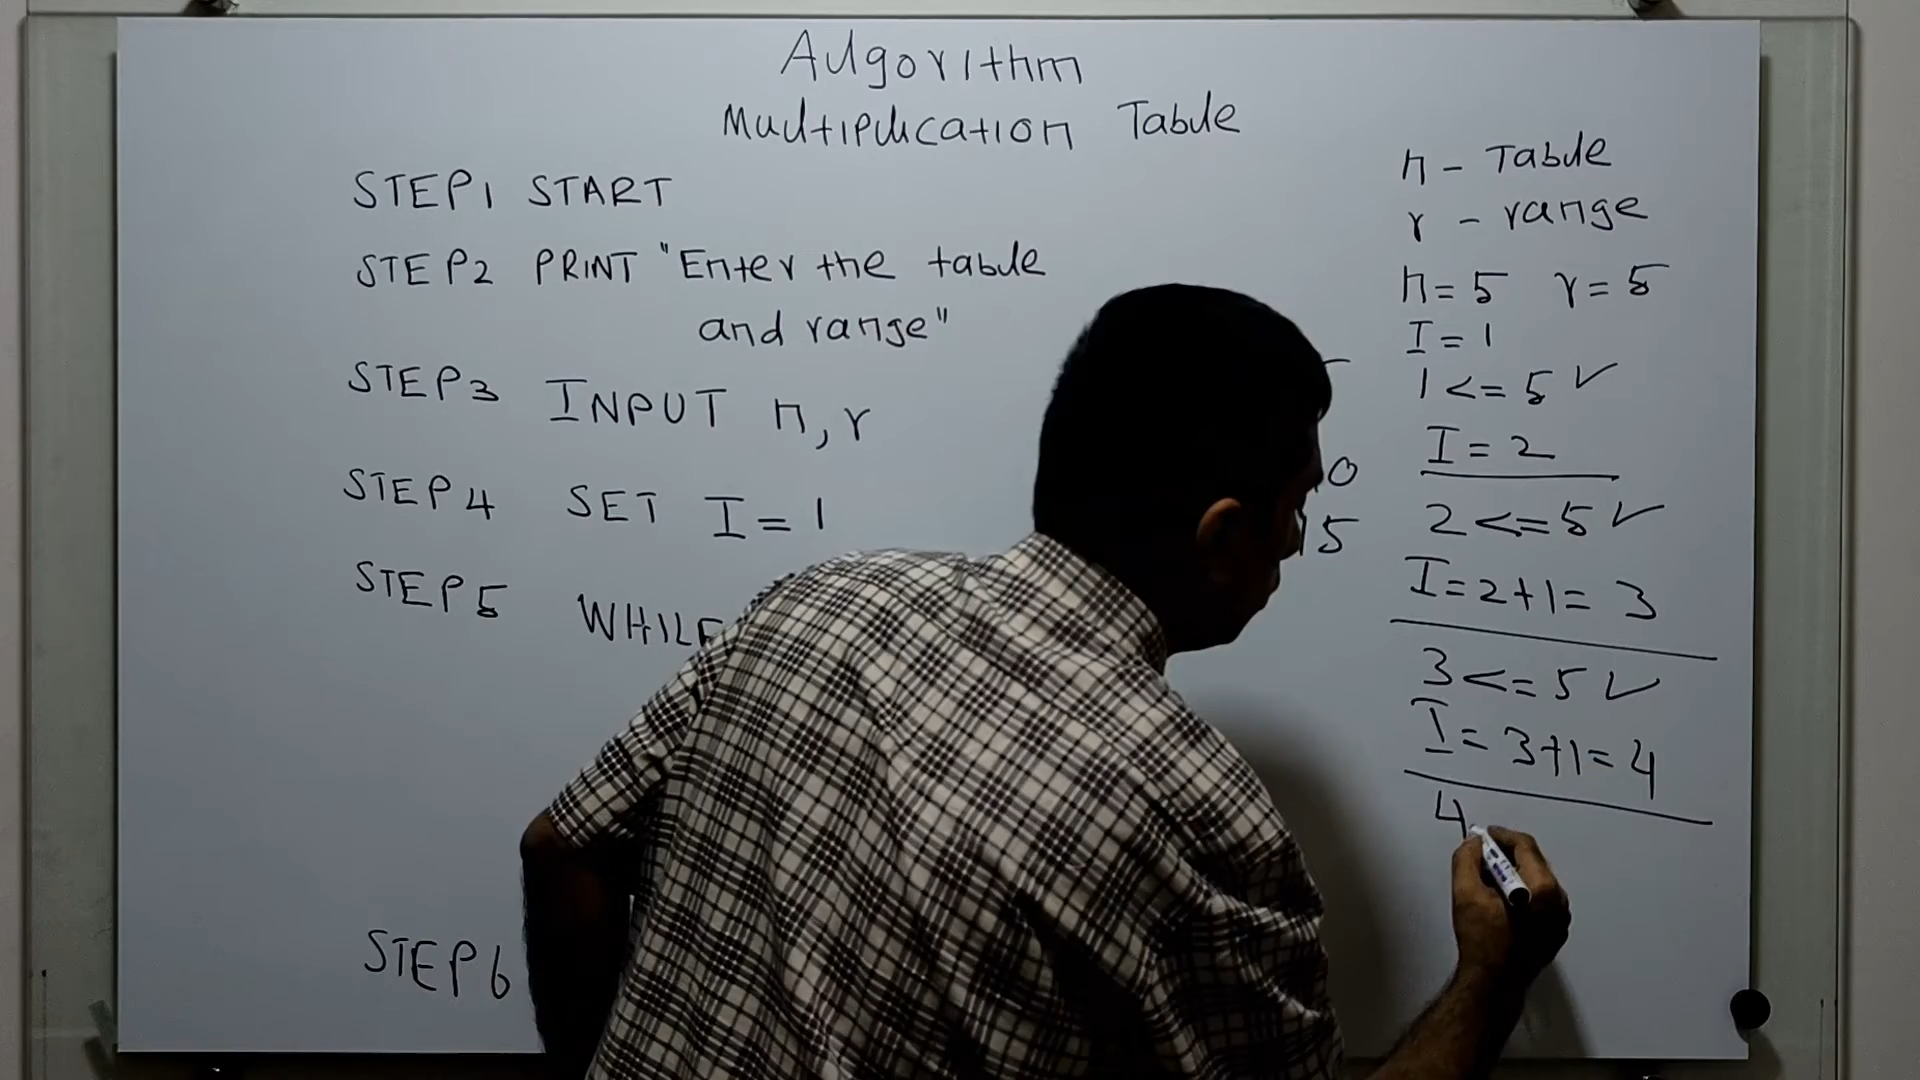 Algorithm
Multiplication Table
STEP1 START
STEP2 PRINT "Enter the table
and range"
STEP3 INPUT n, r
STEP4 SET I = 1
STEP5 WHILE
STEP6
0
15
n - Table
r - range
n = 5 r = 5
I = 1
1 <= 5 ✓
I = 2
2 <= 5 ✓
I = 2+1 = 3
3 <= 5 ✓
I = 3+1 = 4
4